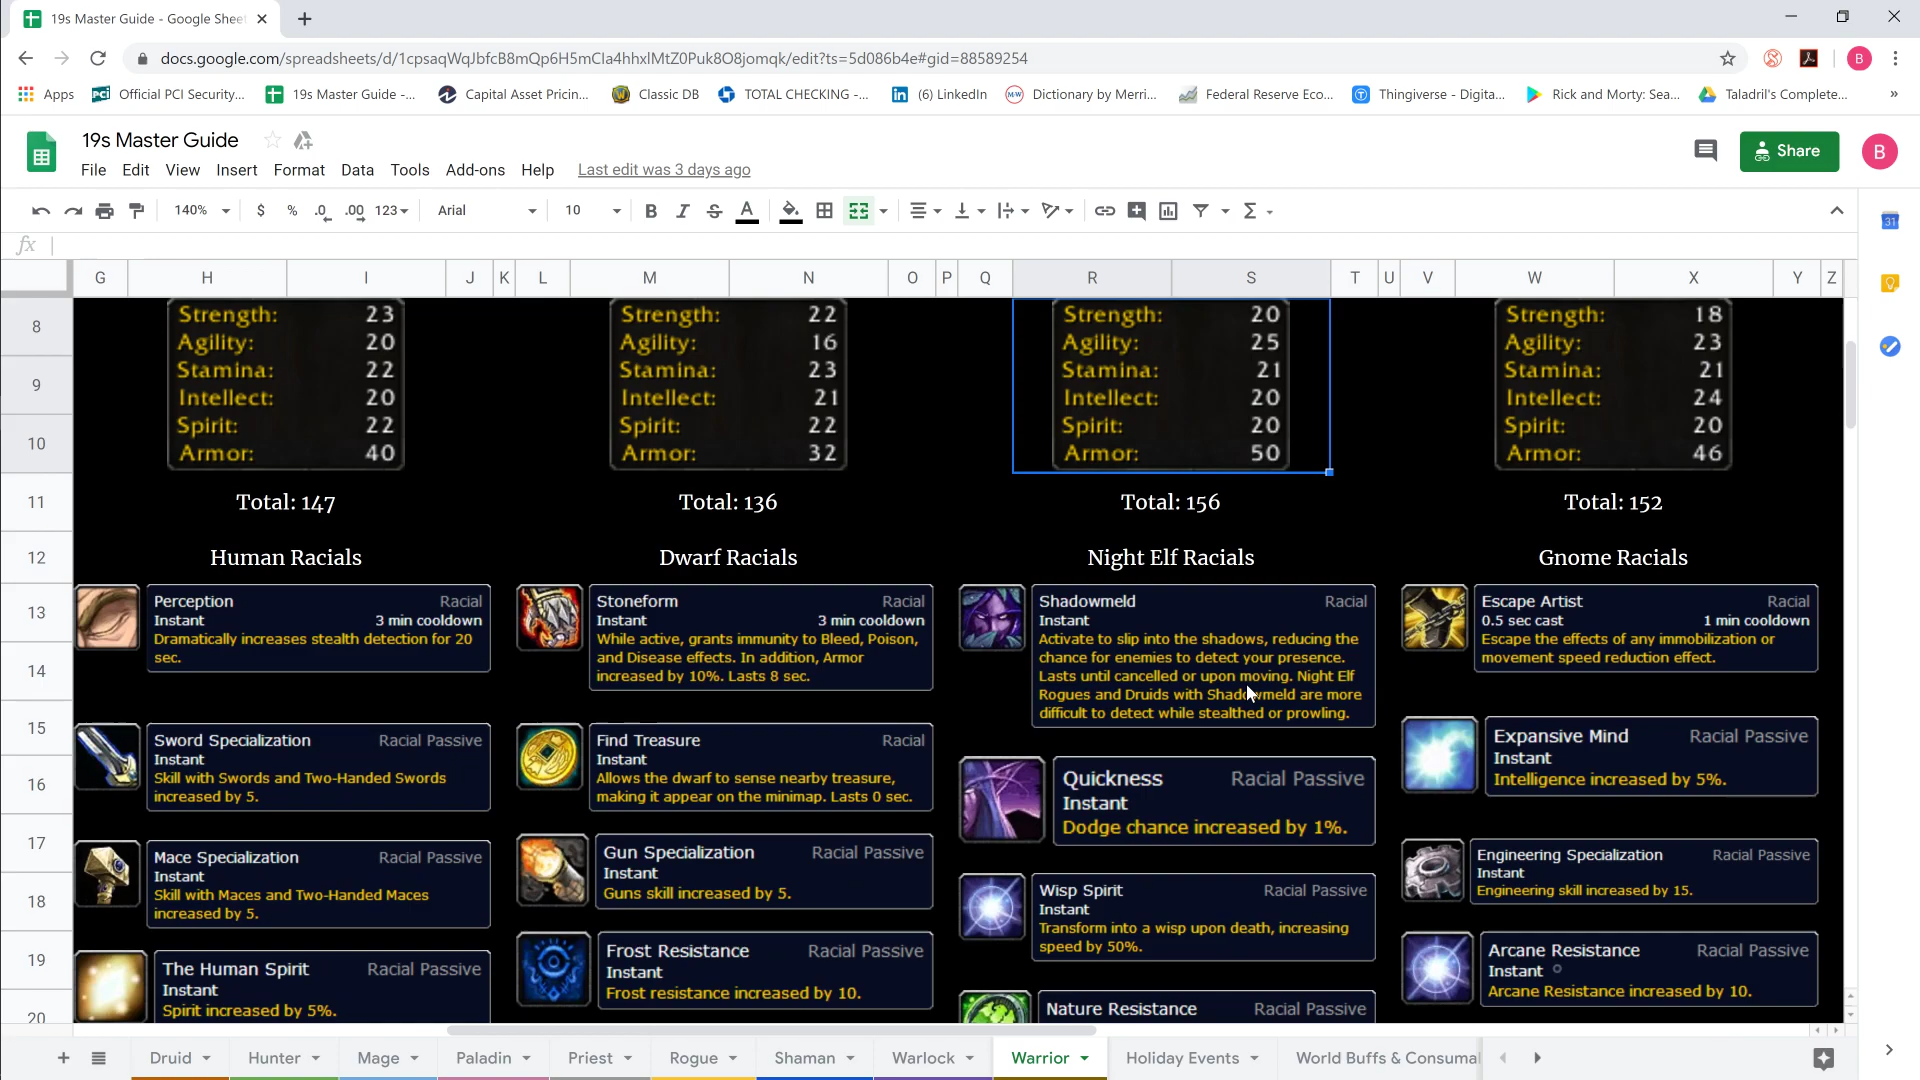 19s Master Guide - Google Shee
docs.google.com/spreadsheets/d/1cpsaqWqJbfcB8mQp6H5mCIa4hhxlMtZ0Puk8O8jomqk/edit?ts=5d086b4e#gid=88589254
Apps Official PCI Security... 19s Master Guide -... Capital Asset Pricin... Classic DB TOTAL CHECKING -... (6) LinkedIn Dictionary by Merri... Federal Reserve Eco... Thingiverse - Digita... Rick and Morty: Sea... Taladril's Complete... »
19s Master Guide
Share
B
File Edit View Insert Format Data Tools Add-ons Help Last edit was 3 days ago
140% $ % .0 .00 123 Arial 10 B I S A
fx
G H I J K L M N O P Q R S T U V W X Y Z
8 9 10 11 12 13 14 15 16 17 18 19 20
Strength: 23
Agility: 20
Stamina: 22
Intellect: 20
Spirit: 22
Armor: 40
Total: 147
Human Racials
Perception Racial
Instant 3 min cooldown
Dramatically increases stealth detection for 20
sec.
Sword Specialization Racial Passive
Instant
Skill with Swords and Two-Handed Swords
increased by 5.
Mace Specialization Racial Passive
Instant
Skill with Maces and Two-Handed Maces
increased by 5.
The Human Spirit Racial Passive
Instant
Spirit increased by 5%.
Strength: 22
Agility: 16
Stamina: 23
Intellect: 21
Spirit: 22
Armor: 32
Total: 136
Dwarf Racials
Stoneform Racial
Instant 3 min cooldown
While active, grants immunity to Bleed, Poison,
and Disease effects. In addition, Armor
increased by 10%. Lasts 8 sec.
Find Treasure Racial
Instant
Allows the dwarf to sense nearby treasure,
making it appear on the minimap. Lasts 0 sec.
Gun Specialization Racial Passive
Instant
Guns skill increased by 5.
Frost Resistance Racial Passive
Instant
Frost resistance increased by 10.
Strength: 20
Agility: 25
Stamina: 21
Intellect: 20
Spirit: 20
Armor: 50
Total: 156
Night Elf Racials
Shadowmeld Racial
Instant
Activate to slip into the shadows, reducing the
chance for enemies to detect your presence.
Lasts until cancelled or upon moving. Night Elf
Rogues and Druids with Shadowmeld are more
difficult to detect while stealthed or prowling.
Quickness Racial Passive
Instant
Dodge chance increased by 1%.
Wisp Spirit Racial Passive
Instant
Transform into a wisp upon death, increasing
speed by 50%.
Nature Resistance Racial Passive
Strength: 18
Agility: 23
Stamina: 21
Intellect: 24
Spirit: 20
Armor: 46
Total: 152
Gnome Racials
Escape Artist Racial
0.5 sec cast 1 min cooldown
Escape the effects of any immobilization or
movement speed reduction effect.
Expansive Mind Racial Passive
Instant
Intelligence increased by 5%.
Engineering Specialization Racial Passive
Instant
Engineering skill increased by 15.
Arcane Resistance Racial Passive
Instant
Arcane Resistance increased by 10.
Druid Hunter Mage Paladin Priest Rogue Shaman Warlock Warrior Holiday Events World Buffs & Consuma